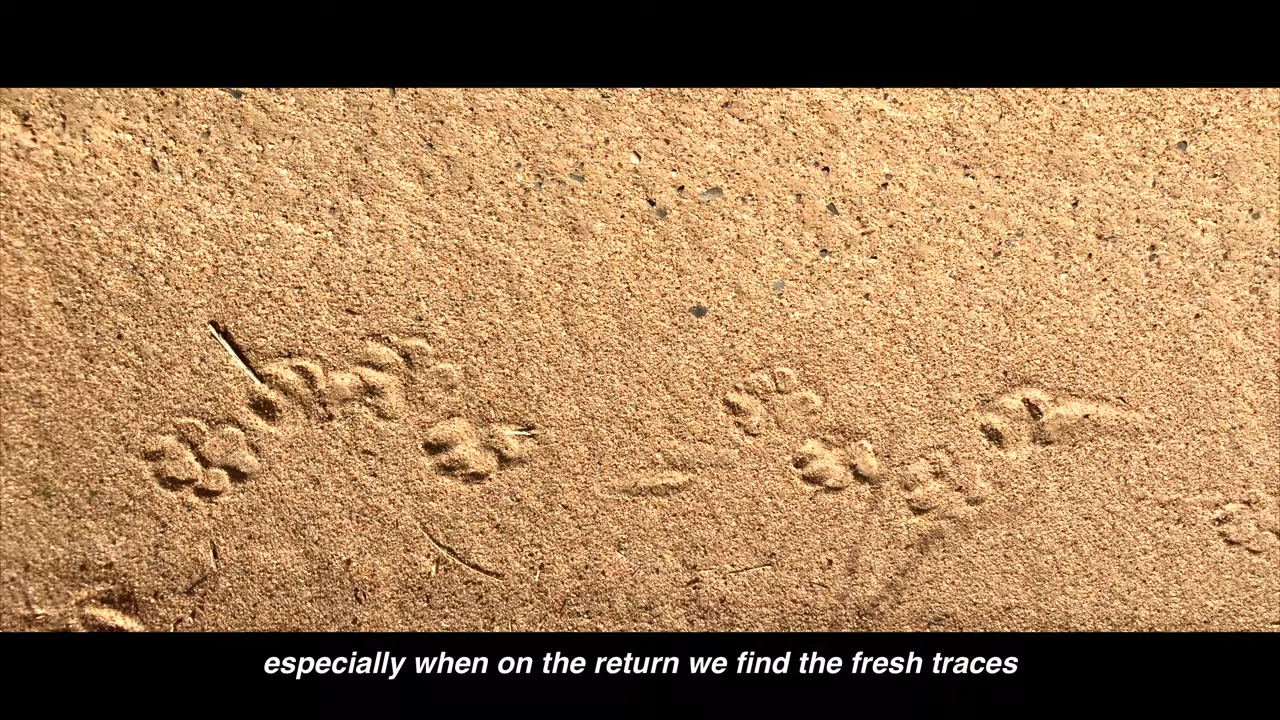 especially when on the return we find the fresh traces